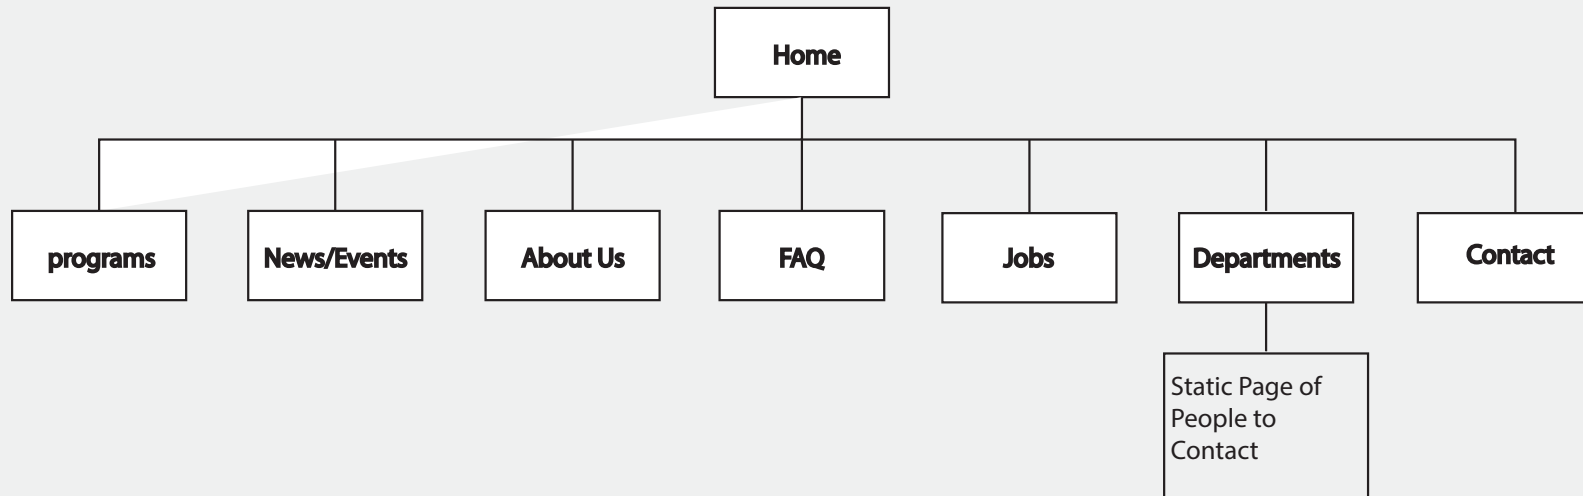 Home
programs
News/Events
About Us
FAQ
Jobs
Departments
Contact
Static Page of
People to
Contact